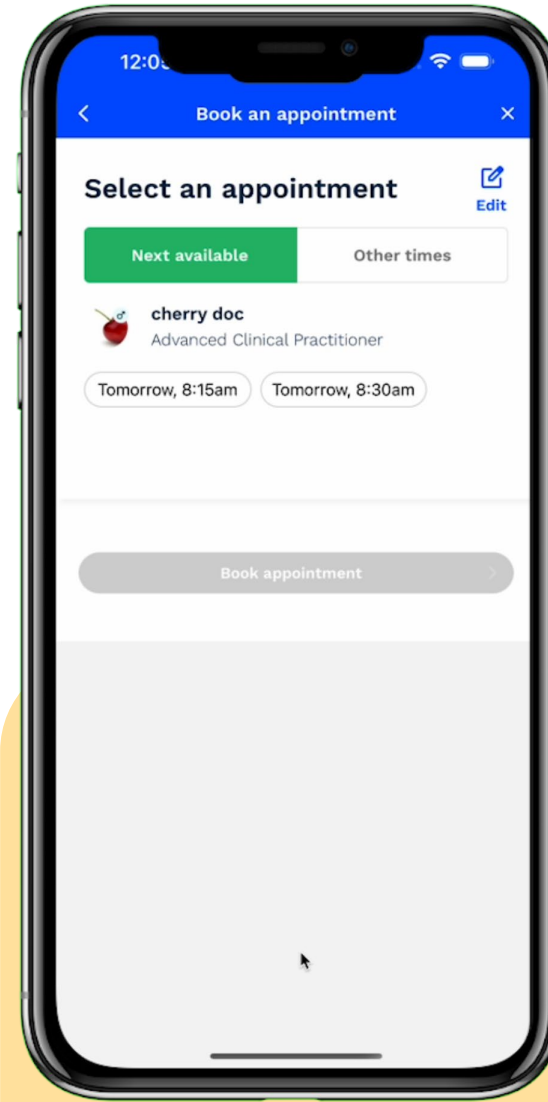 Book an appointment
Select an appointment
Edit
Next available
Other times
cherry doc
Advanced Clinical Practitioner
Tomorrow, 8:15am
Tomorrow, 8:30am
Book appointment